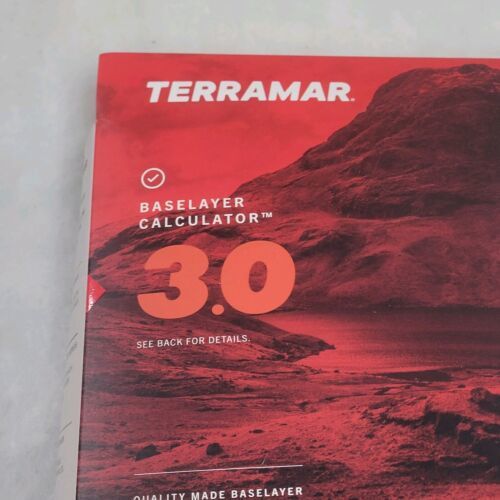 TERRAMAR®
BASELAYER
CALCULATOR™
3.0
SEE BACK FOR DETAILS.
QUALITY MADE BASELAYER